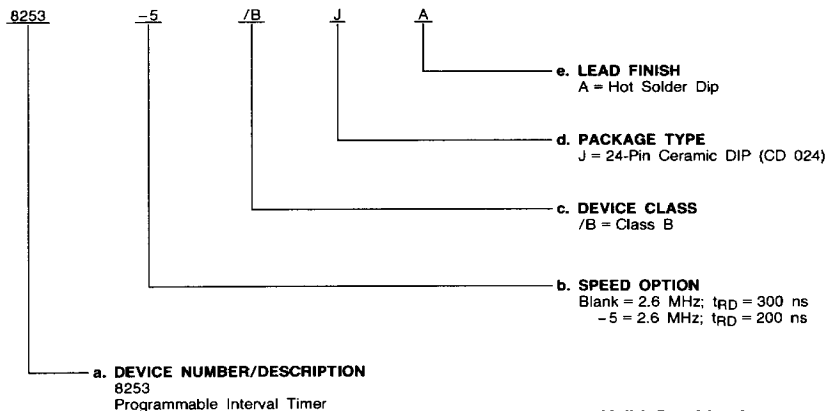 8253 -5 /B J A
e. LEAD FINISH
A = Hot Solder Dip
d. PACKAGE TYPE
J = 24-Pin Ceramic DIP (CD 024)
c. DEVICE CLASS
/B = Class B
b. SPEED OPTION
Blank = 2.6 MHz; tRD = 300 ns
-5 = 2.6 MHz; tRD = 200 ns
a. DEVICE NUMBER/DESCRIPTION
8253
Programmable Interval Timer